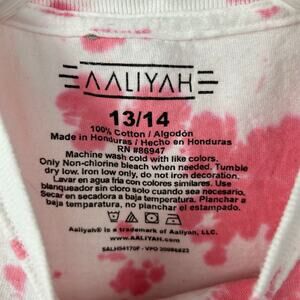 AALIYAH
13/14
100% Cotton / Algodón
Made in Honduras / Hecho en Honduras
RN #86947
Machine wash cold with like colors.
Only Non-chlorine bleach when needed. Tumble
dry low. Iron low only, do not iron decoration.
Lavar en agua fria con colores similares. Use
blanqueador sin cloro solo cuando sea necesario.
Secar en secadora a baja temperatura. Planchar a
baja temperatura, no planchar el estampado.
Aaliyah® is a trademark of Aaliyah, LLC.
www.AALIYAH.com